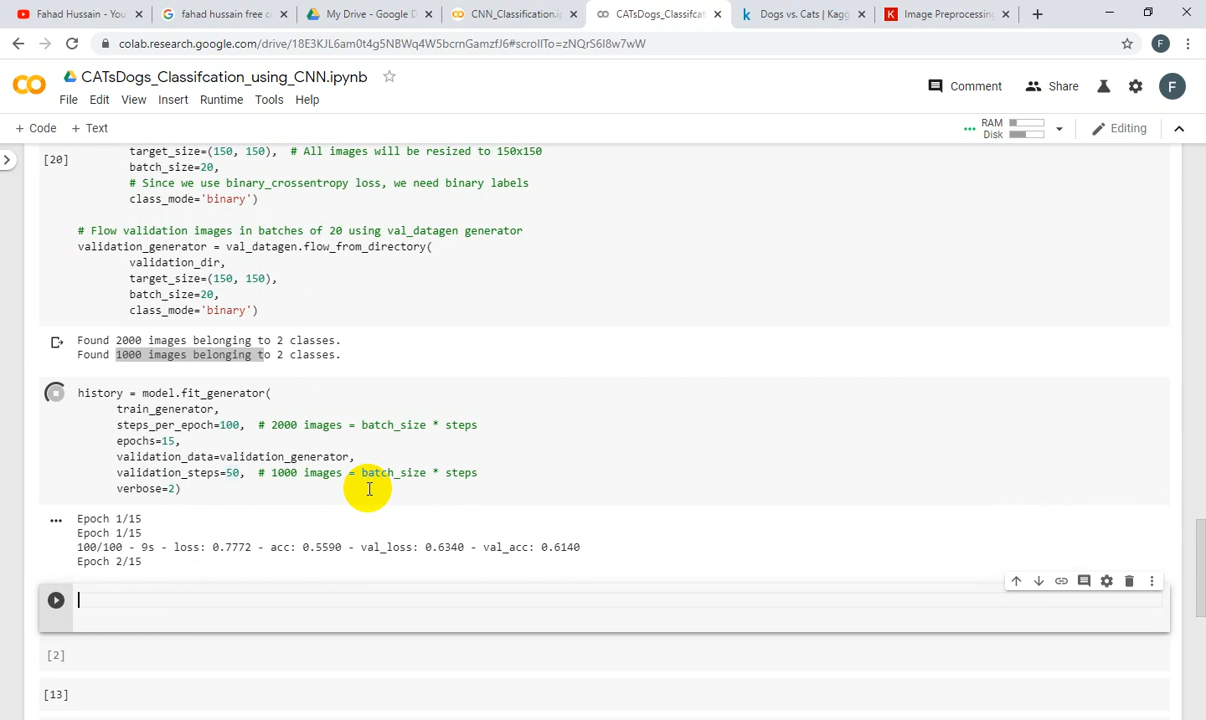 Fahad Hussain - You
fahad hussain free c
My Drive - Google D
CNN_Classification.i
CATsDogs_Classifcat
Dogs vs. Cats | Kagg
Image Preprocessin
colab.research.google.com/drive/18E3KJL6am0t4g5NBWq4W5bcrnGamzfJ6#scrollTo=zNQrS6I8w7wW
F
CO CATsDogs_Classifcation_using_CNN.ipynb
File Edit View Insert Runtime Tools Help
Comment Share F
+ Code + Text
RAM
Disk
Editing
[20]
target_size=(150, 150), # All images will be resized to 150x150
batch_size=20,
# Since we use binary_crossentropy loss, we need binary labels
class_mode='binary')
# Flow validation images in batches of 20 using val_datagen generator
validation_generator = val_datagen.flow_from_directory(
validation_dir,
target_size=(150, 150),
batch_size=20,
class_mode='binary')
Found 2000 images belonging to 2 classes.
Found 1000 images belonging to 2 classes.
history = model.fit_generator(
train_generator,
steps_per_epoch=100, # 2000 images = batch_size * steps
epochs=15,
validation_data=validation_generator,
validation_steps=50, # 1000 images = batch_size * steps
verbose=2)
Epoch 1/15
Epoch 1/15
100/100 - 9s - loss: 0.7772 - acc: 0.5590 - val_loss: 0.6340 - val_acc: 0.6140
Epoch 2/15
[2]
[13]